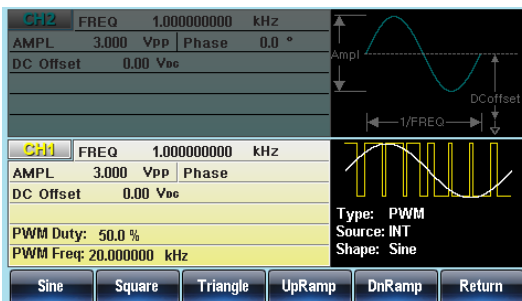 CH2 FREQ 1.000000000 kHz
AMPL 3.000 VPP Phase 0.0 °
DC Offset 0.00 VDC
Ampl
DCoffset
1/FREQ
CH1 FREQ 1.000000000 kHz
AMPL 3.000 VPP Phase
DC Offset 0.00 VDC
PWM Duty: 50.0 %
PWM Freq: 20.000000 kHz
Type: PWM
Source: INT
Shape: Sine
Sine Square Triangle UpRamp DnRamp Return